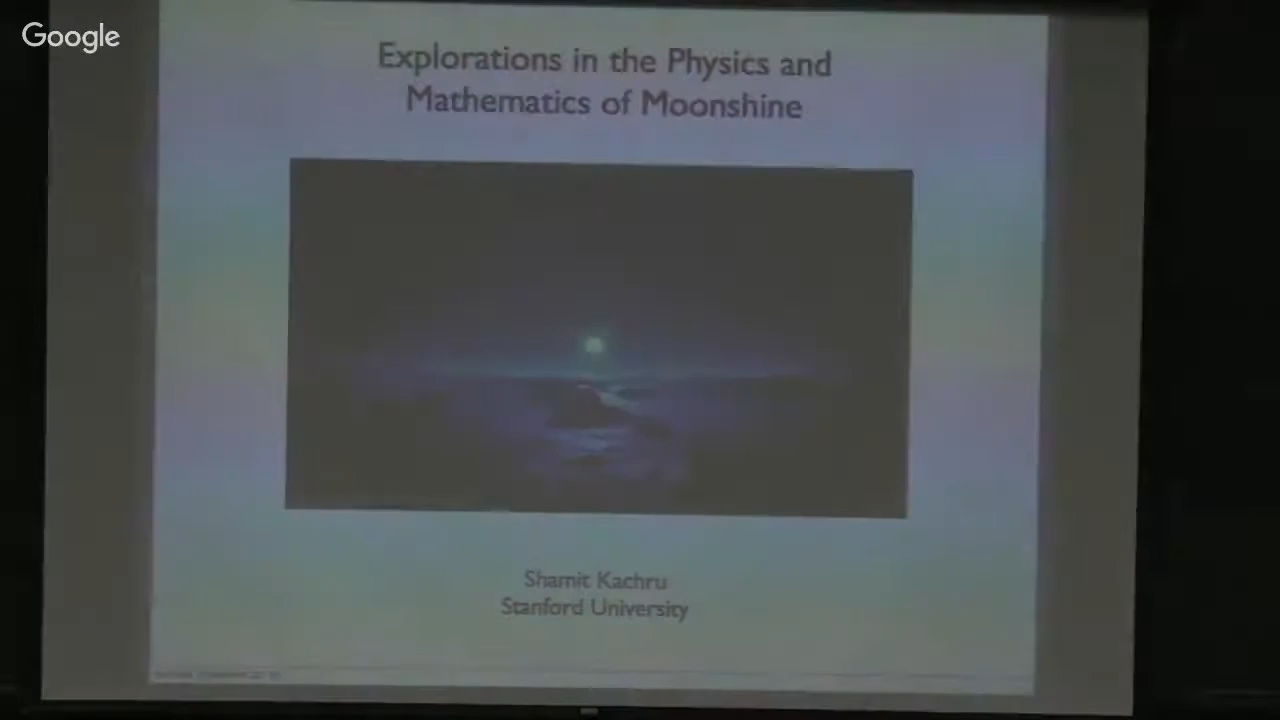 Google
Explorations in the Physics and
Mathematics of Moonshine
Shamit Kachru
Stanford University